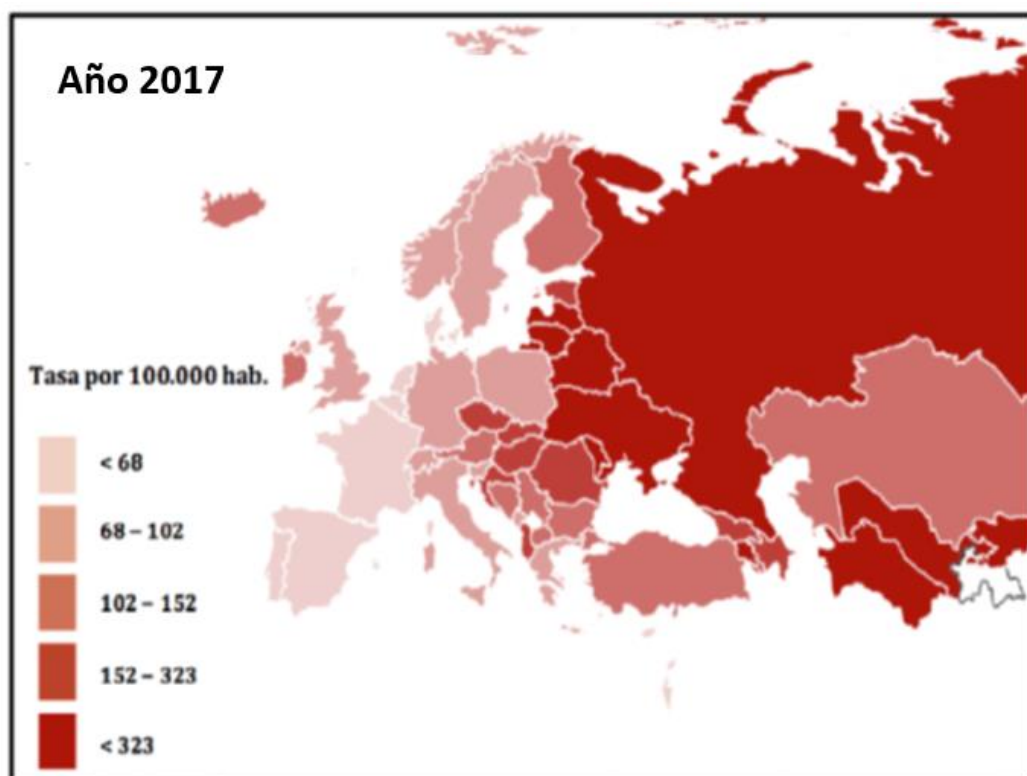 Año 2017
Tasa por 100.000 hab.
< 68
68 – 102
102 – 152
152 – 323
< 323